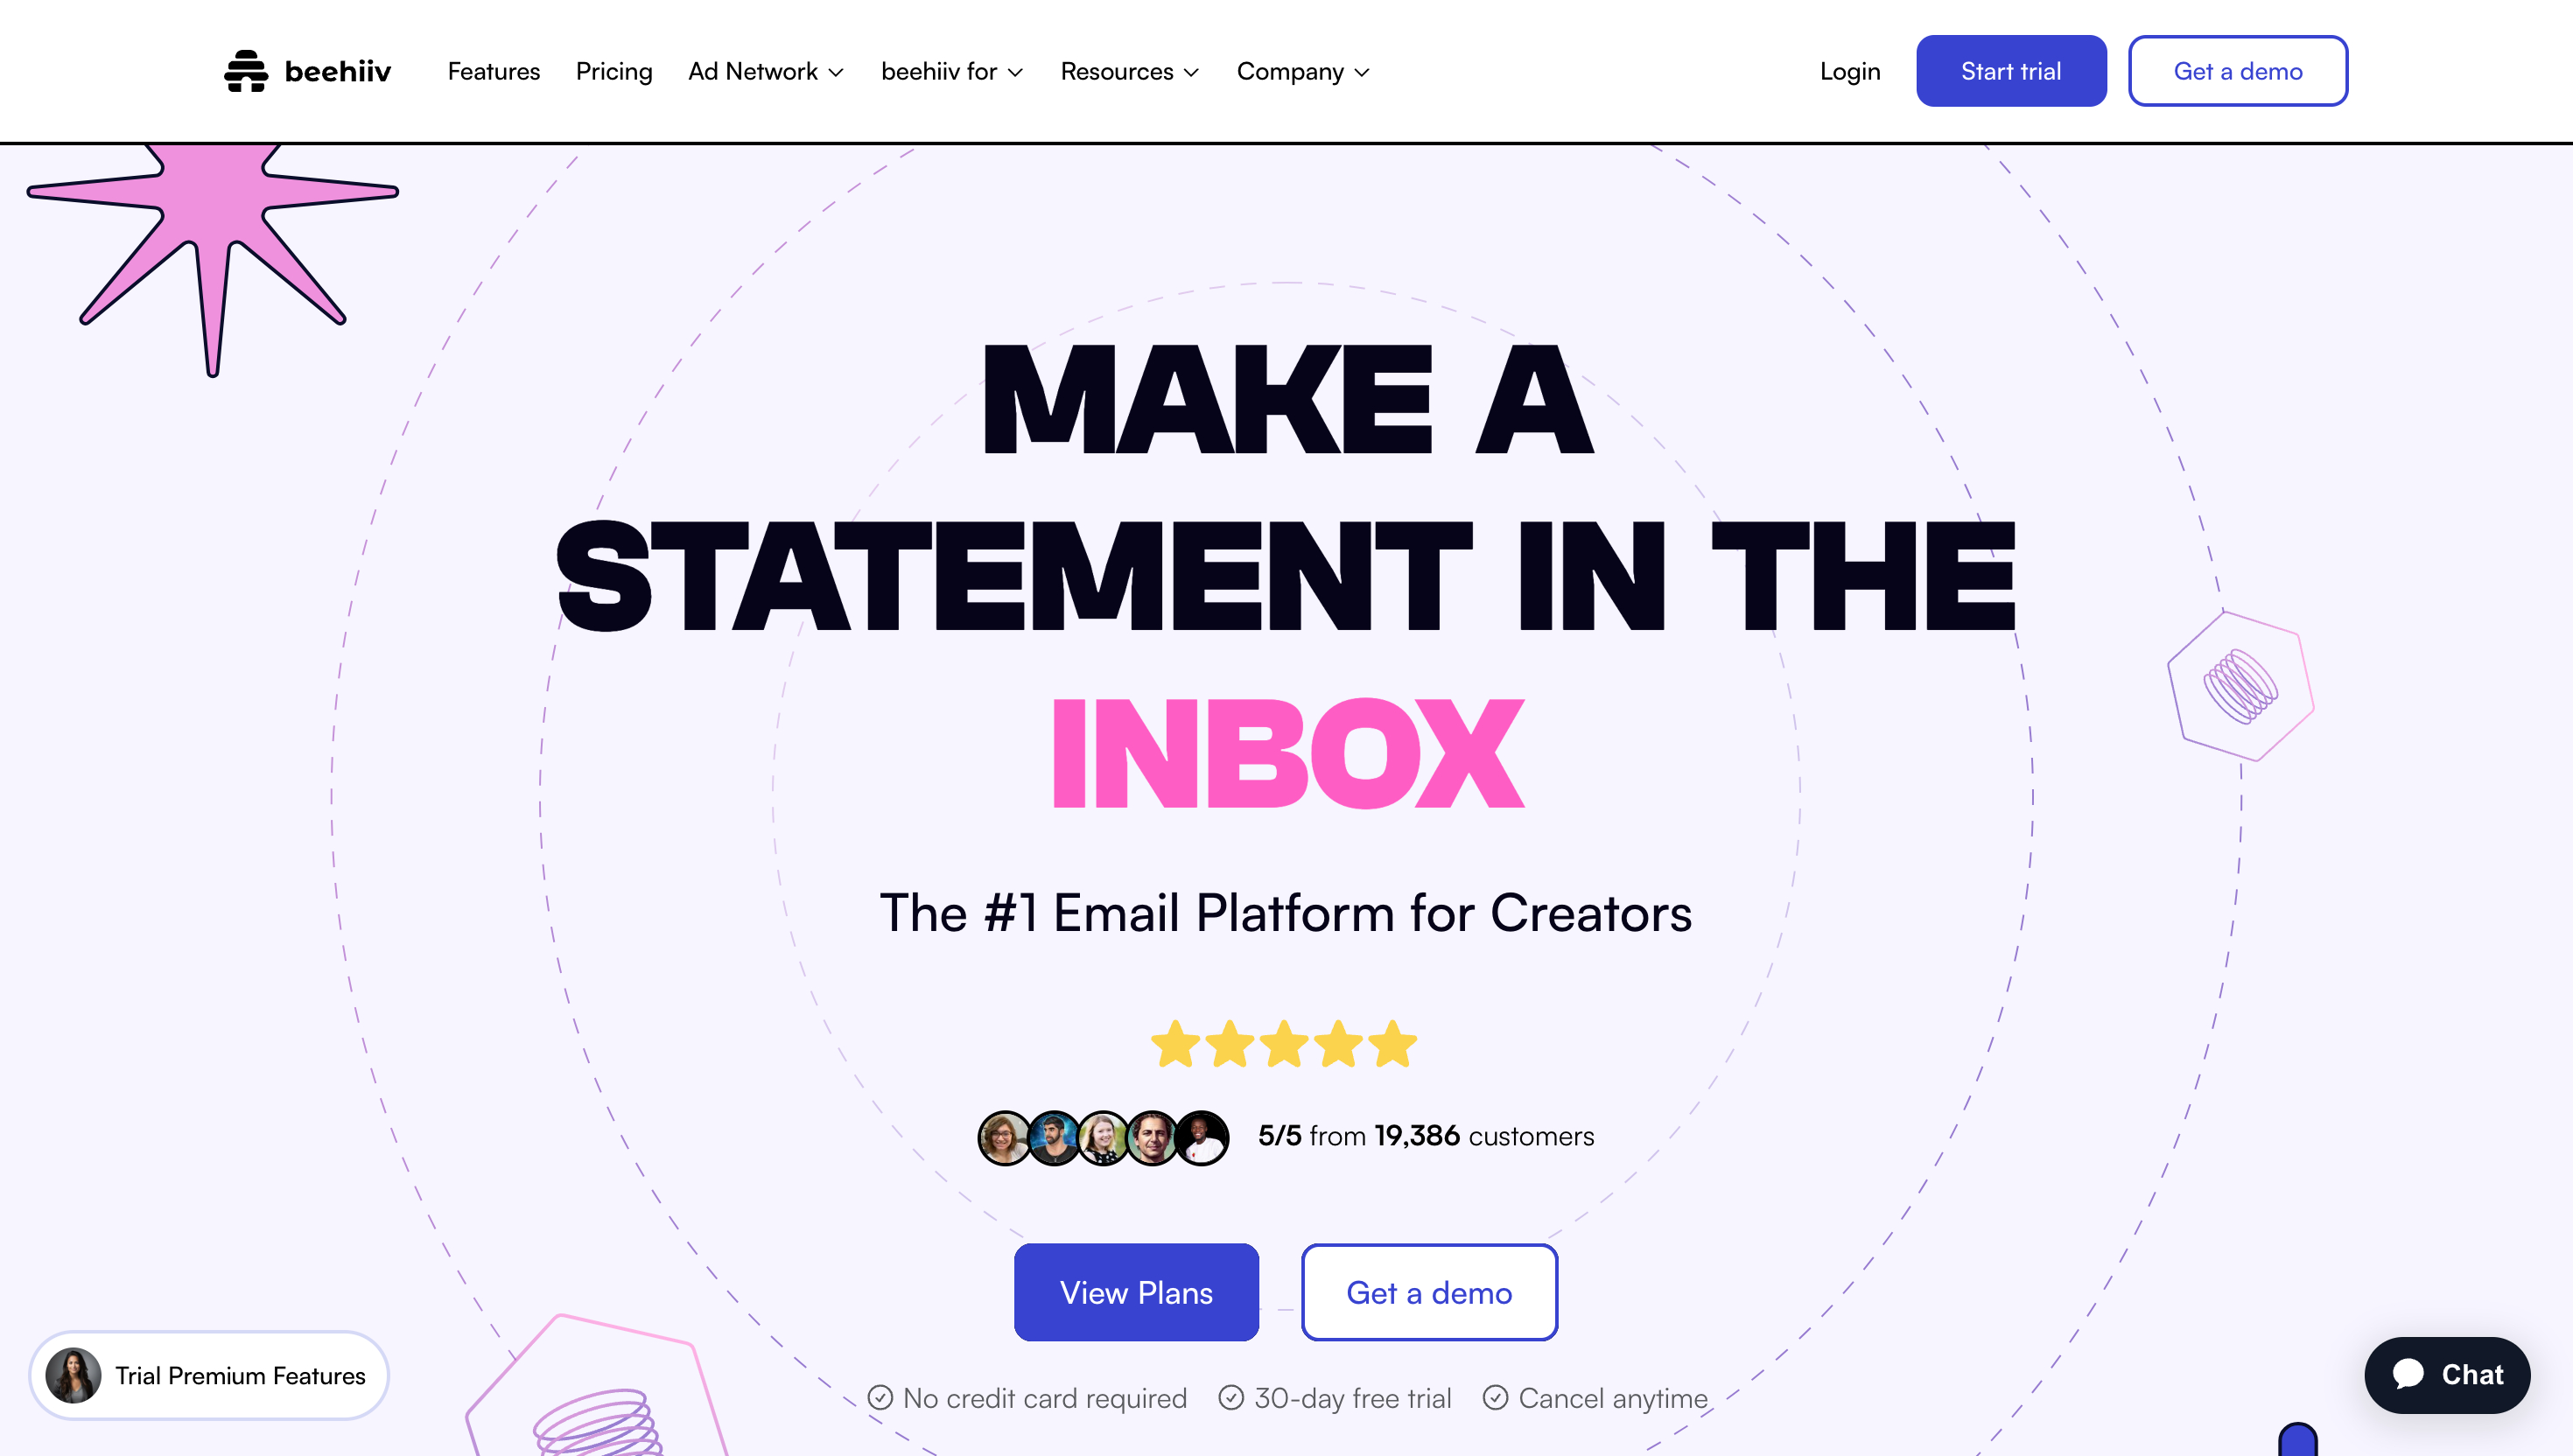 beehiiv
Features
Pricing
Ad Network
beehiiv for
Resources
Company
Login
Start trial
Get a demo
MAKE A
STATEMENT IN THE
INBOX
The #1 Email Platform for Creators
5/5 from 19,386 customers
View Plans
Get a demo
Trial Premium Features
Chat
No credit card required
30-day free trial
Cancel anytime